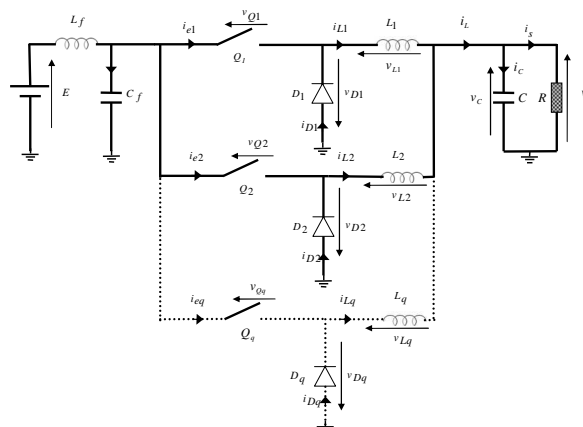 L_f
i_e1
v_Q1
Q_1
i_L1
L_1
i_L
i_s
E
C_f
D_1
v_D1
v_L1
v_C
i_C
C
R
v
i_D1
i_e2
v_Q2
Q_2
i_L2
L_2
D_2
v_D2
v_L2
i_D2
i_eq
v_Qq
Q_q
i_Lq
L_q
v_Lq
D_q
v_Dq
i_Dq